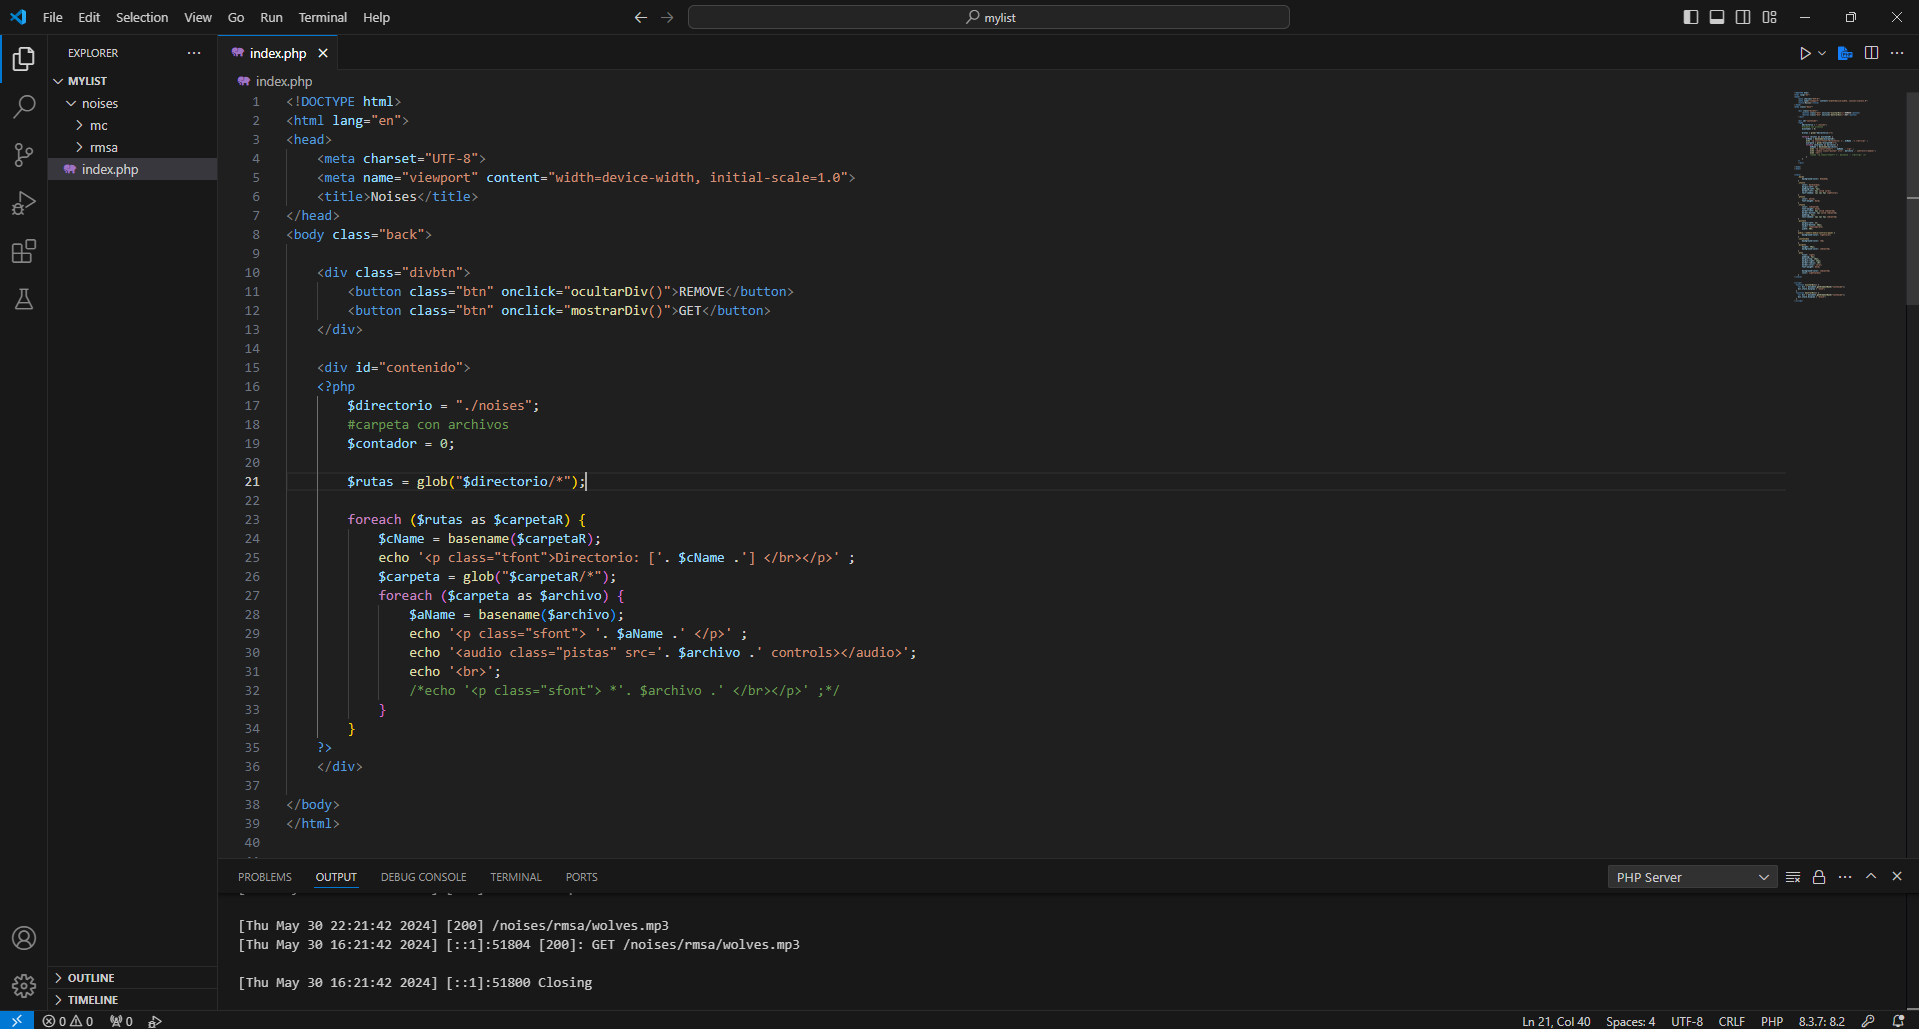 File Edit Selection View Go Run Terminal Help
mylist
EXPLORER
MYLIST
noises
mc
rmsa
index.php
index.php
index.php
1 <!DOCTYPE html>
2 <html lang="en">
3 <head>
4 <meta charset="UTF-8">
5 <meta name="viewport" content="width=device-width, initial-scale=1.0">
6 <title>Noises</title>
7 </head>
8 <body class="back">
9
10 <div class="divbtn">
11 <button class="btn" onclick="ocultarDiv()">REMOVE</button>
12 <button class="btn" onclick="mostrarDiv()">GET</button>
13 </div>
14
15 <div id="contenido">
16 <?php
17 $directorio = "./noises";
18 #carpeta con archivos
19 $contador = 0;
20
21 $rutas = glob("$directorio/*");
22
23 foreach ($rutas as $carpetaR) {
24 $cName = basename($carpetaR);
25 echo '<p class="tfont">Directorio: ['. $cName .'] </br></p>' ;
26 $carpeta = glob("$carpetaR/*");
27 foreach ($carpeta as $archivo) {
28 $aName = basename($archivo);
29 echo '<p class="sfont"> '. $aName .' </p>' ;
30 echo '<audio class="pistas" src='. $archivo .' controls></audio>';
31 echo '<br>';
32 /*echo '<p class="sfont"> *'. $archivo .' </br></p>' ;*/
33 }
34 }
35 ?>
36 </div>
37
38 </body>
39 </html>
40
PROBLEMS OUTPUT DEBUG CONSOLE TERMINAL PORTS
PHP Server
[Thu May 30 22:21:42 2024] [200] /noises/rmsa/wolves.mp3
[Thu May 30 16:21:42 2024] [::1]:51804 [200]: GET /noises/rmsa/wolves.mp3
[Thu May 30 16:21:42 2024] [::1]:51800 Closing
OUTLINE
TIMELINE
0 0 0
Ln 21, Col 40 Spaces: 4 UTF-8 CRLF PHP 8.3.7: 8.2